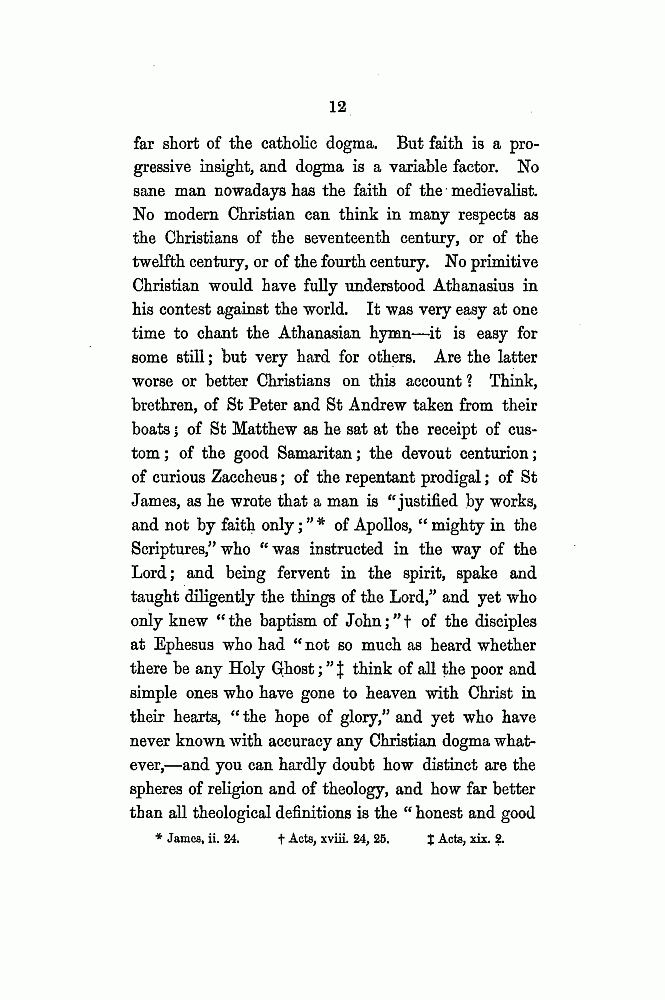 12
far short of the catholic dogma. But faith is a pro-
gressive insight, and dogma is a variable factor. No
sane man nowadays has the faith of the medievalist.
No modern Christian can think in many respects as
the Christians of the seventeenth century, or of the
twelfth century, or of the fourth century. No primitive
Christian would have fully understood Athanasius in
his contest against the world. It was very easy at one
time to chant the Athanasian hymn—it is easy for
some still; but very hard for others. Are the latter
worse or better Christians on this account? Think,
brethren, of St Peter and St Andrew taken from their
boats; of St Matthew as he sat at the receipt of cus-
tom; of the good Samaritan; the devout centurion;
of curious Zaccheus; of the repentant prodigal; of St
James, as he wrote that a man is “justified by works,
and not by faith only;”* of Apollos, “mighty in the
Scriptures,” who “was instructed in the way of the
Lord; and being fervent in the spirit, spake and
taught diligently the things of the Lord,” and yet who
only knew “the baptism of John;”† of the disciples
at Ephesus who had “not so much as heard whether
there be any Holy Ghost;”‡ think of all the poor and
simple ones who have gone to heaven with Christ in
their hearts, “the hope of glory,” and yet who have
never known with accuracy any Christian dogma what-
ever,—and you can hardly doubt how distinct are the
spheres of religion and of theology, and how far better
than all theological definitions is the “honest and good
* James, ii. 24. † Acts, xviii. 24, 25. ‡ Acts, xix. 2.